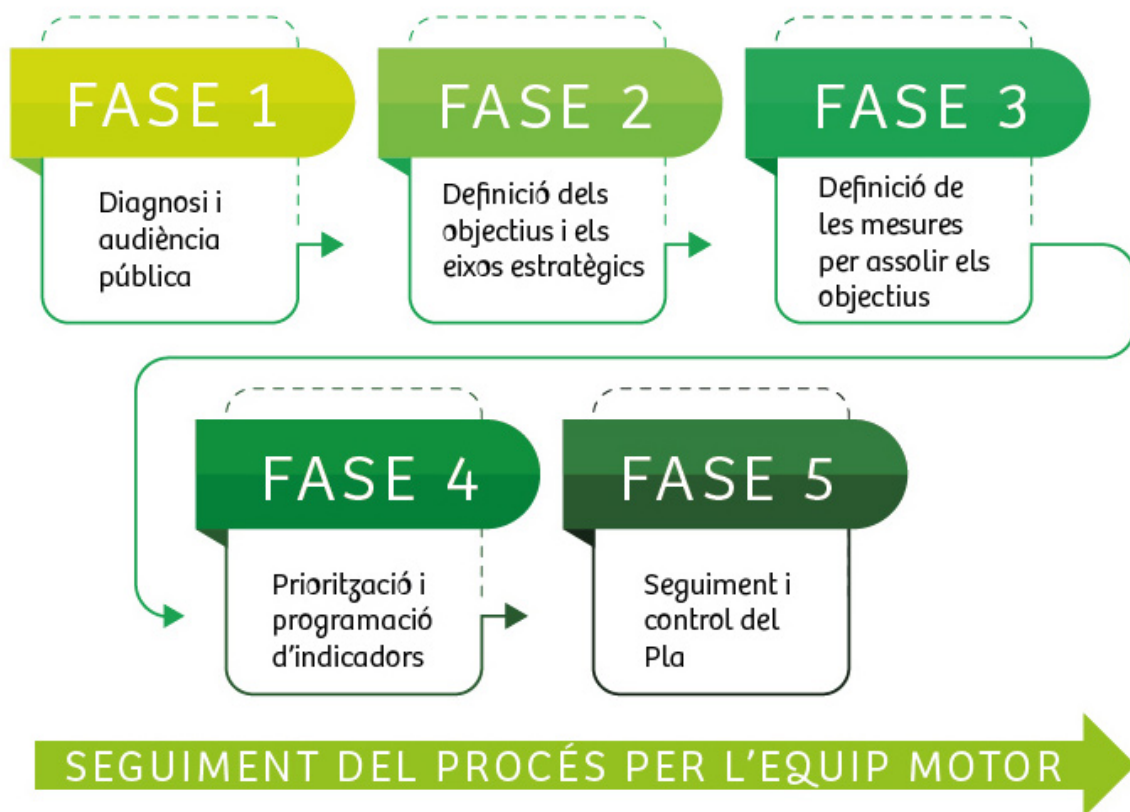 FASE 1
Diagnosi i
audiència
pública
FASE 2
Definició dels
objectius i els
eixos estratègics
FASE 3
Definició de
les mesures
per assolir els
objectius
FASE 4
Priorització i
programació
d'indicadors
FASE 5
Seguiment i
control del
Pla
SEGUIMENT DEL PROCÉS PER L'EQUIP MOTOR